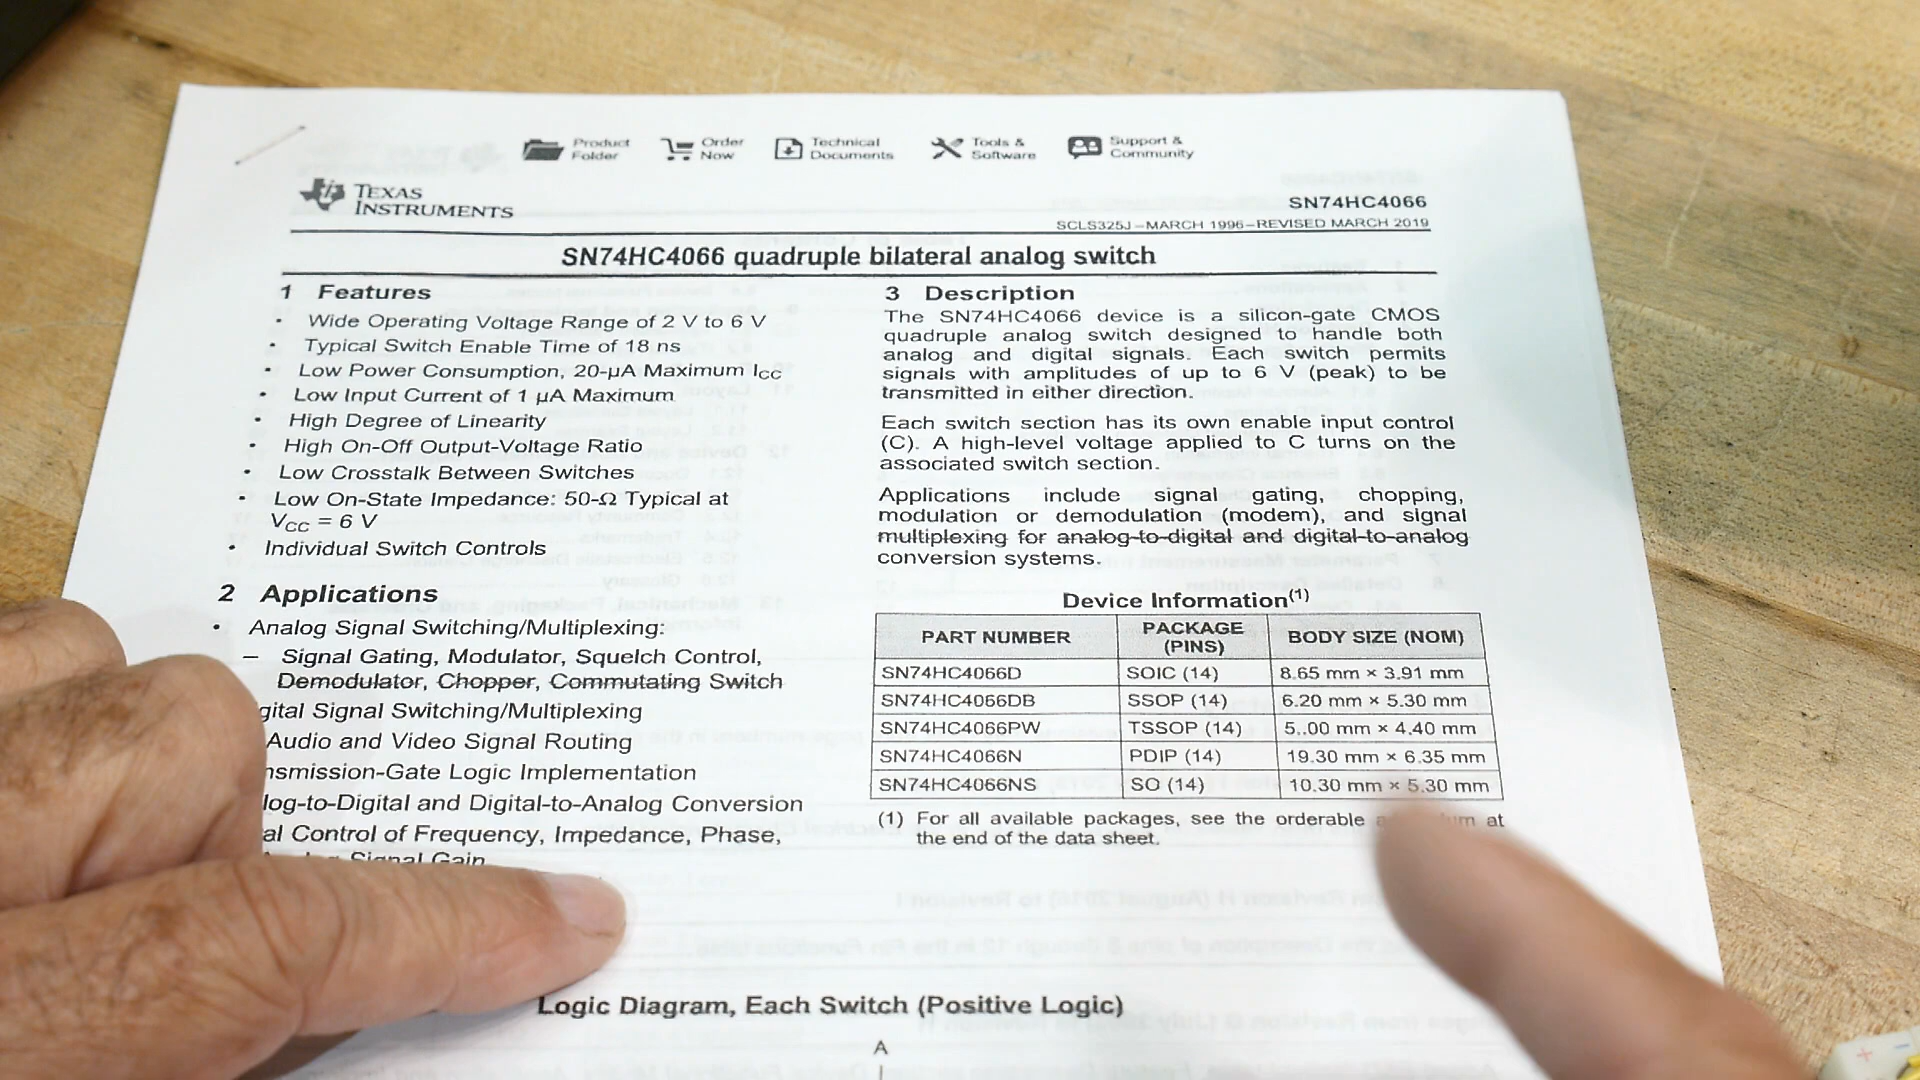 Product Folder
Order Now
Technical Documents
Tools & Software
Support & Community
TEXAS INSTRUMENTS
SN74HC4066
SCLS325J – MARCH 1996 – REVISED MARCH 2019
SN74HC4066 quadruple bilateral analog switch
1 Features
• Wide Operating Voltage Range of 2 V to 6 V
• Typical Switch Enable Time of 18 ns
• Low Power Consumption, 20-µA Maximum ICC
• Low Input Current of 1 µA Maximum
• High Degree of Linearity
• High On-Off Output-Voltage Ratio
• Low Crosstalk Between Switches
• Low On-State Impedance: 50-Ω Typical at
VCC = 6 V
• Individual Switch Controls
2 Applications
• Analog Signal Switching/Multiplexing:
– Signal Gating, Modulator, Squelch Control,
Demodulator, Chopper, Commutating Switch
gital Signal Switching/Multiplexing
Audio and Video Signal Routing
nsmission-Gate Logic Implementation
log-to-Digital and Digital-to-Analog Conversion
al Control of Frequency, Impedance, Phase,
Signal Gain
3 Description
The SN74HC4066 device is a silicon-gate CMOS
quadruple analog switch designed to handle both
analog and digital signals. Each switch permits
signals with amplitudes of up to 6 V (peak) to be
transmitted in either direction.
Each switch section has its own enable input control
(C). A high-level voltage applied to C turns on the
associated switch section.
Applications include signal gating, chopping,
modulation or demodulation (modem), and signal
multiplexing for analog-to-digital and digital-to-analog
conversion systems.
Device Information(1)
PART NUMBER PACKAGE (PINS) BODY SIZE (NOM)
SN74HC4066D SOIC (14) 8.65 mm × 3.91 mm
SN74HC4066DB SSOP (14) 6.20 mm × 5.30 mm
SN74HC4066PW TSSOP (14) 5..00 mm × 4.40 mm
SN74HC4066N PDIP (14) 19.30 mm × 6.35 mm
SN74HC4066NS SO (14) 10.30 mm × 5.30 mm
(1) For all available packages, see the orderable at
the end of the data sheet.
Logic Diagram, Each Switch (Positive Logic)
A